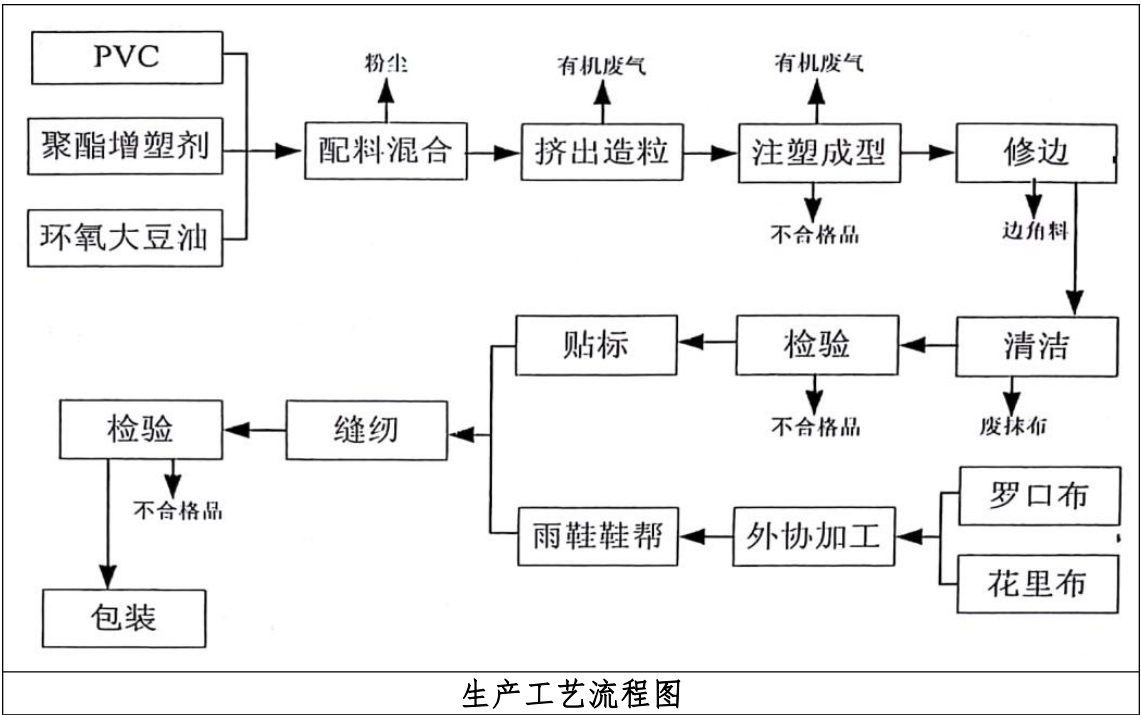 PVC
聚酯增塑剂
环氧大豆油
粉尘
配料混合
有机废气
挤出造粒
有机废气
注塑成型
不合格品
修边
边角料
清洁
废抹布
检验
不合格品
贴标
罗口布
花里布
外协加工
雨鞋鞋帮
缝纫
检验
不合格品
包装
生产工艺流程图